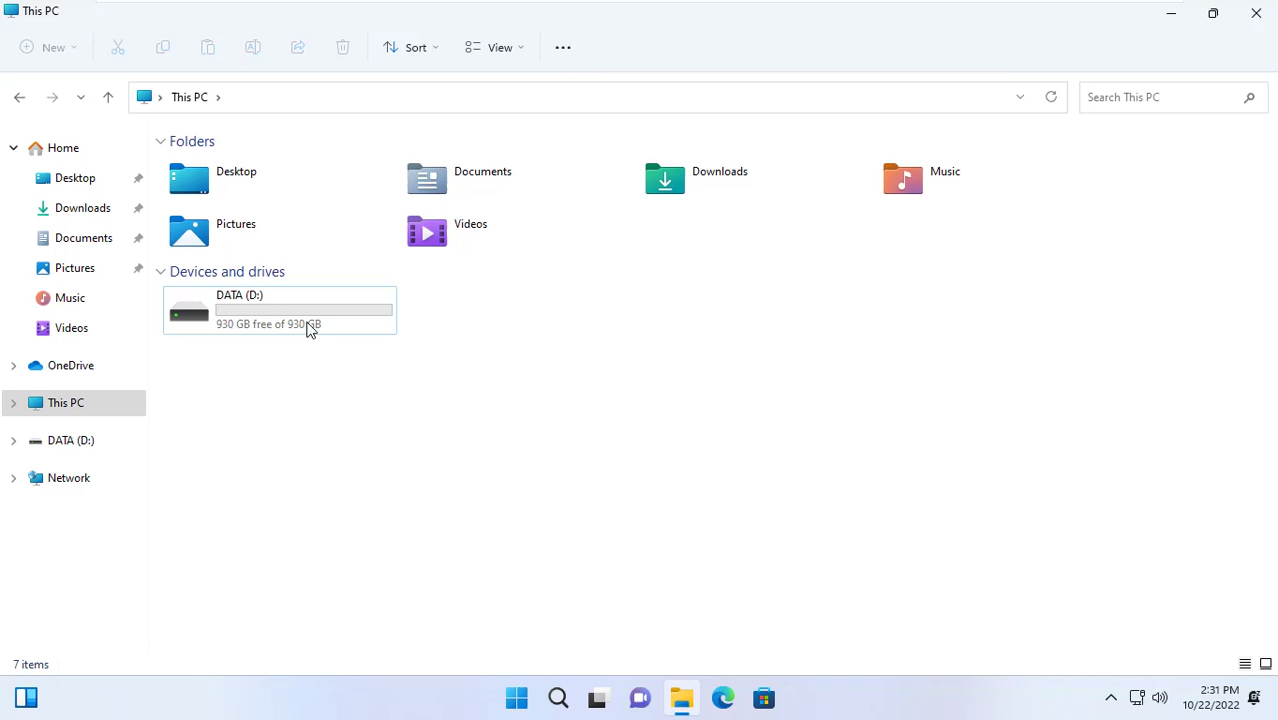 This PC
New
Sort
View
This PC
Search This PC
Home
Desktop
Downloads
Documents
Pictures
Music
Videos
OneDrive
This PC
DATA (D:)
Network
Folders
Desktop
Documents
Downloads
Music
Pictures
Videos
Devices and drives
DATA (D:)
930 GB free of 930 GB
7 items
2:31 PM
10/22/2022